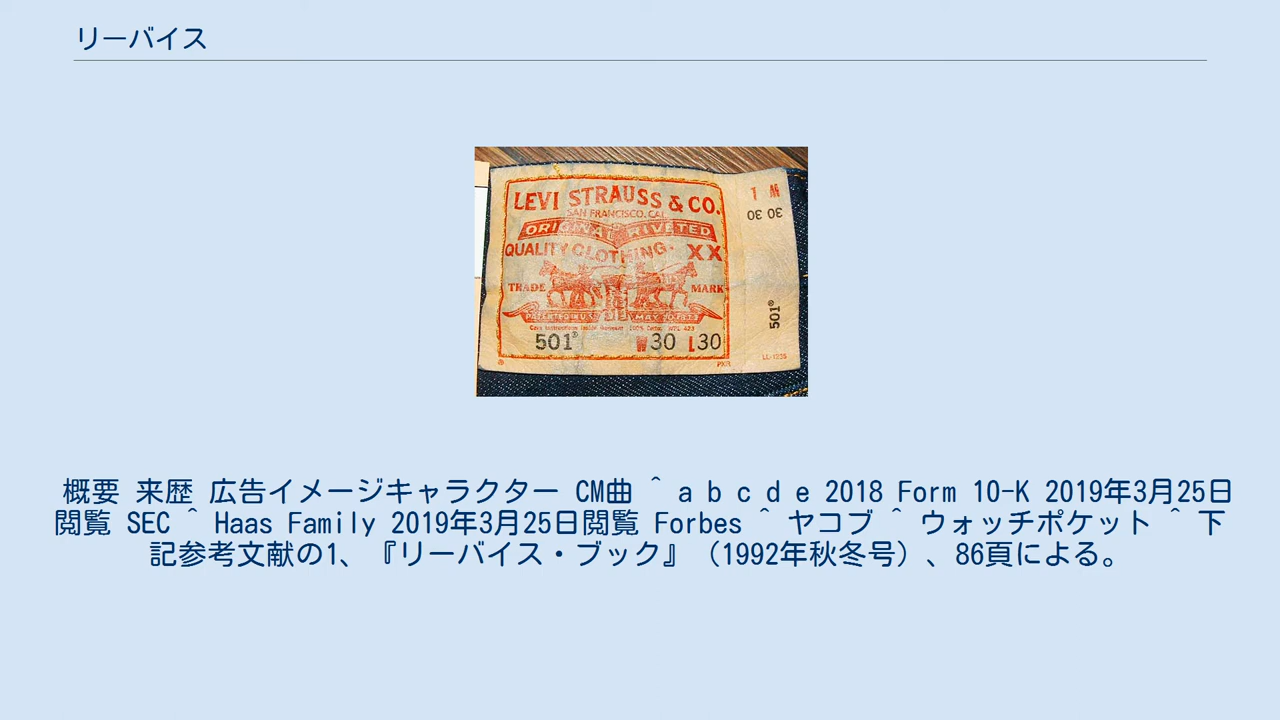 リーバイス
LEVI STRAUSS & CO.
SAN FRANCISCO, CAL.
ORIGINAL RIVETED
QUALITY CLOTHING XX
TRADE MARK
PATENTED IN U.S. MAY 20 1873
501® W30 L30
30 30
501®
概要 来歴 広告イメージキャラクター CM曲 ^ a b c d e 2018 Form 10-K 2019年3月25日
閲覧 SEC ^ Haas Family 2019年3月25日閲覧 Forbes ^ ヤコブ ^ ウォッチポケット ^ 下
記参考文献の1、『リーバイス・ブック』（1992年秋冬号）、86頁による。